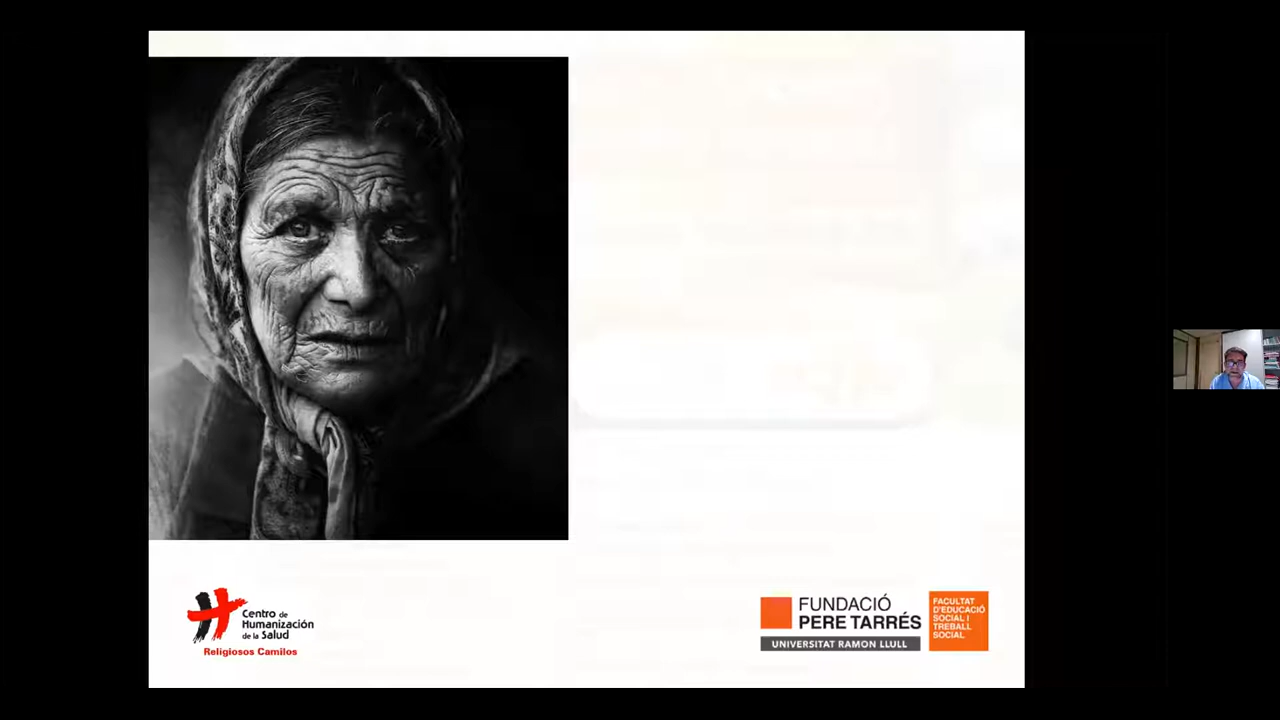 Centro de
Humanización
de la Salud
Religiosos Camilos
FUNDACIÓ
PERE TARRÉS
UNIVERSITAT RAMON LLULL
FACULTAT
D'EDUCACIÓ
SOCIAL I
TREBALL
SOCIAL